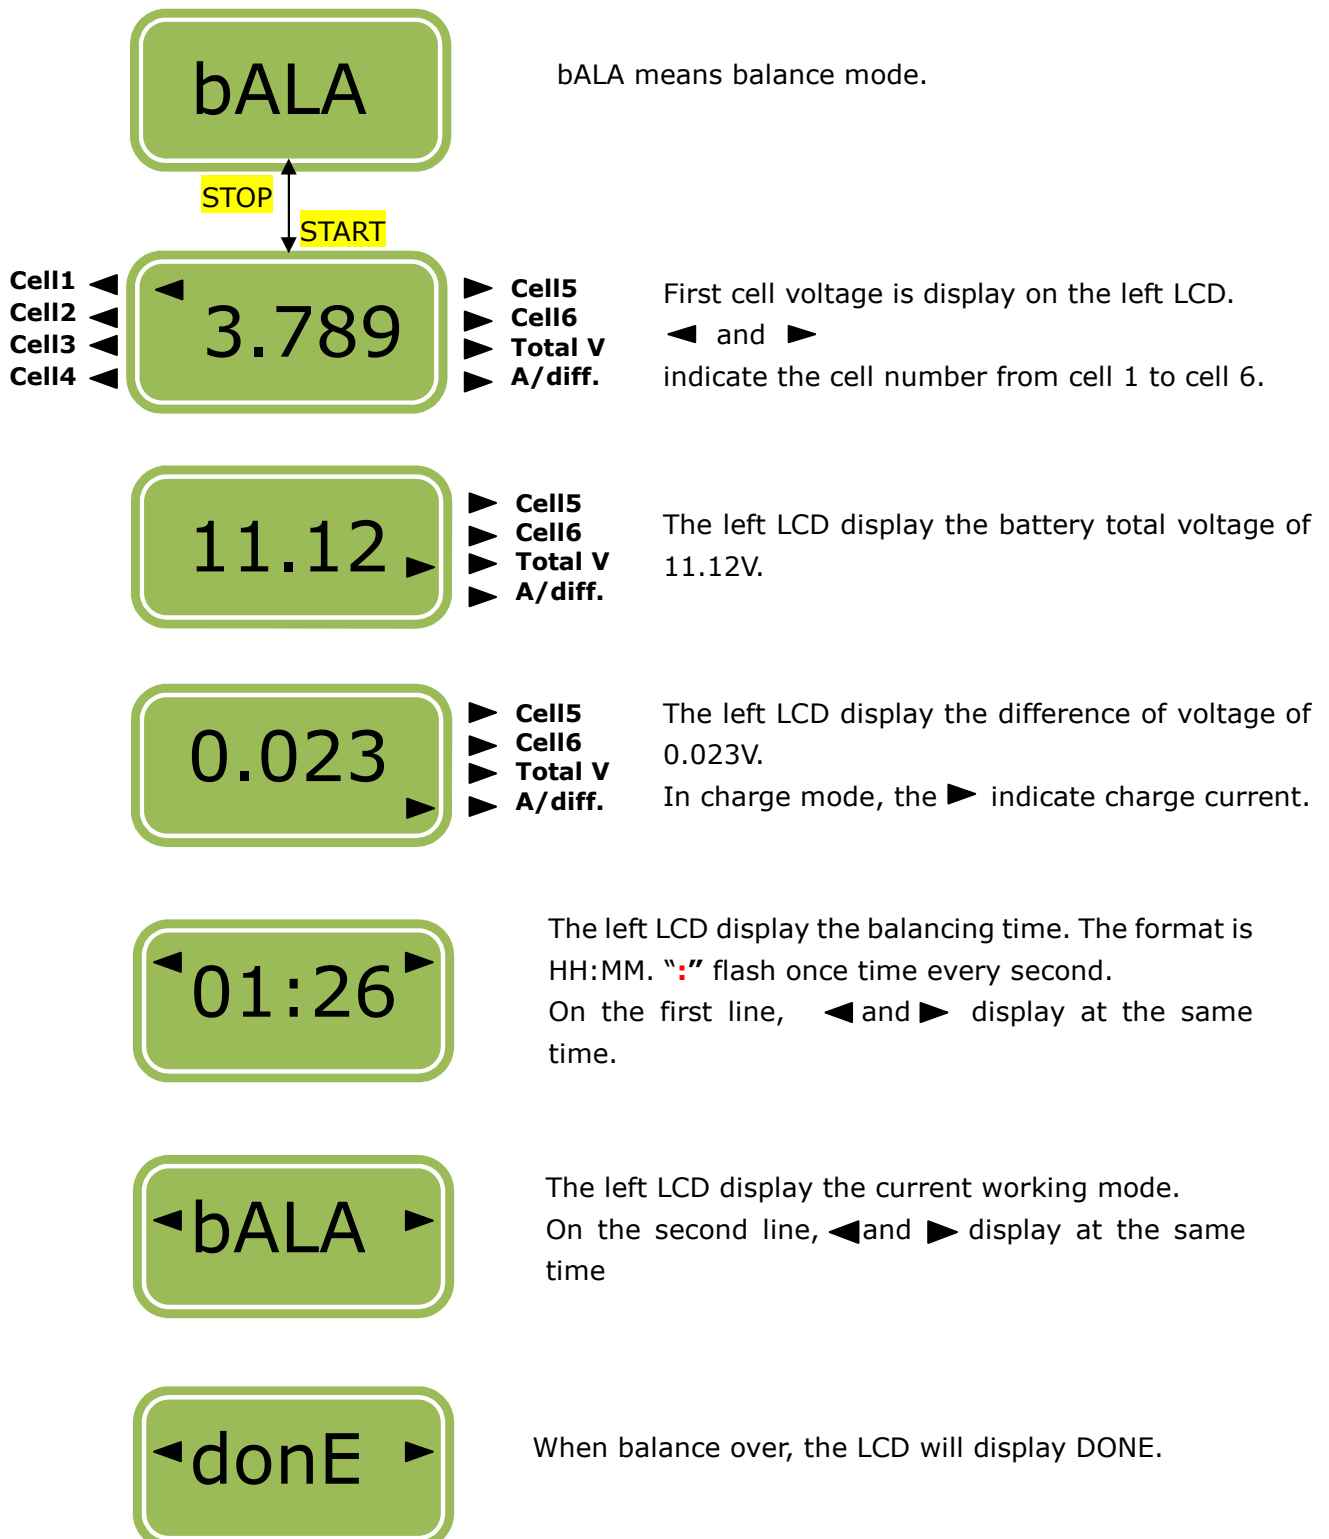 bALA
bALA means balance mode.
STOP
START
Cell1 ◄
Cell2 ◄
Cell3 ◄
Cell4 ◄
◄
3.789
► Cell5
► Cell6
► Total V
► A/diff.
First cell voltage is display on the left LCD.
◄ and ►
indicate the cell number from cell 1 to cell 6.
11.12 ►
► Cell5
► Cell6
► Total V
► A/diff.
The left LCD display the battery total voltage of
11.12V.
0.023
►
► Cell5
► Cell6
► Total V
► A/diff.
The left LCD display the difference of voltage of
0.023V.
In charge mode, the ► indicate charge current.
◄ 01:26 ►
The left LCD display the balancing time. The format is
HH:MM. “:” flash once time every second.
On the first line, ◄ and ► display at the same
time.
◄ bALA ►
The left LCD display the current working mode.
On the second line, ◄and ► display at the same
time
◄ donE ►
When balance over, the LCD will display DONE.